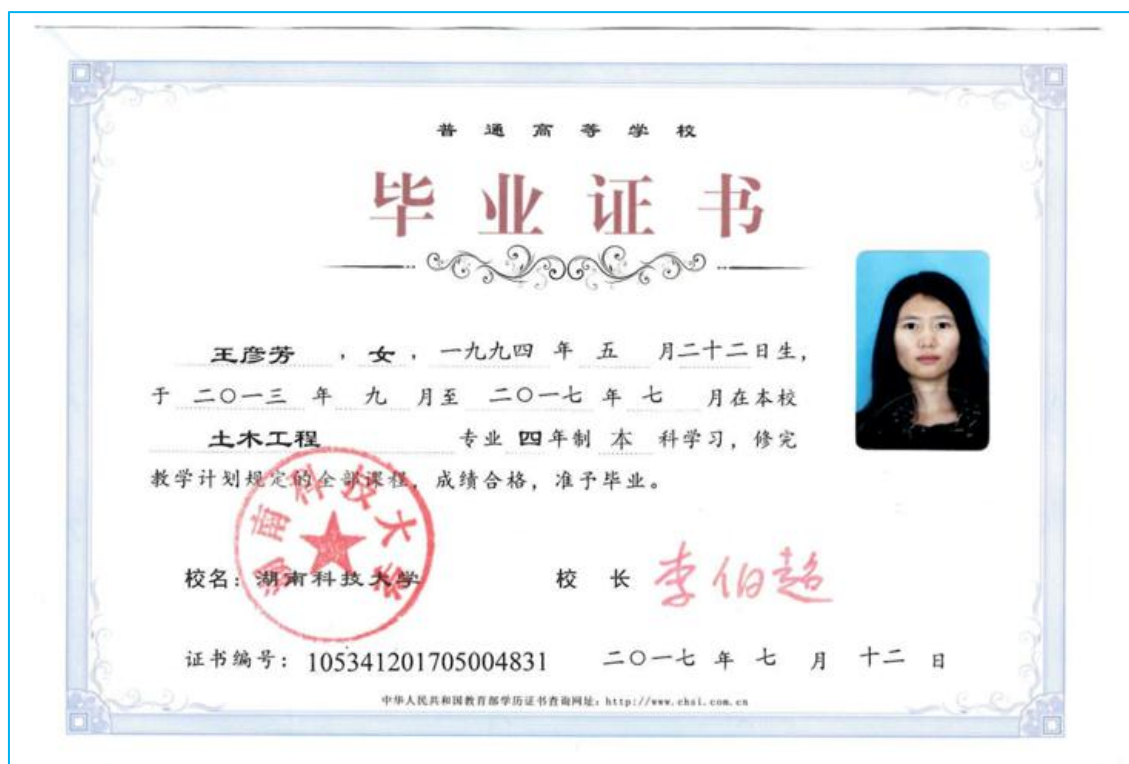 普通高等学校
毕业证书
王彦芳，女，一九九四年五月二十二日生，
于二〇一三年九月至二〇一七年七月在本校
土木工程专业四年制本科学习，修完
教学计划规定的全部课程，成绩合格，准予毕业。
湖南科技大学
校名：湖南科技大学 校长 李伯超
证书编号：105341201705004831 二〇一七年七月十二日
中华人民共和国教育部学历证书查询网址：http://www.chsi.com.cn